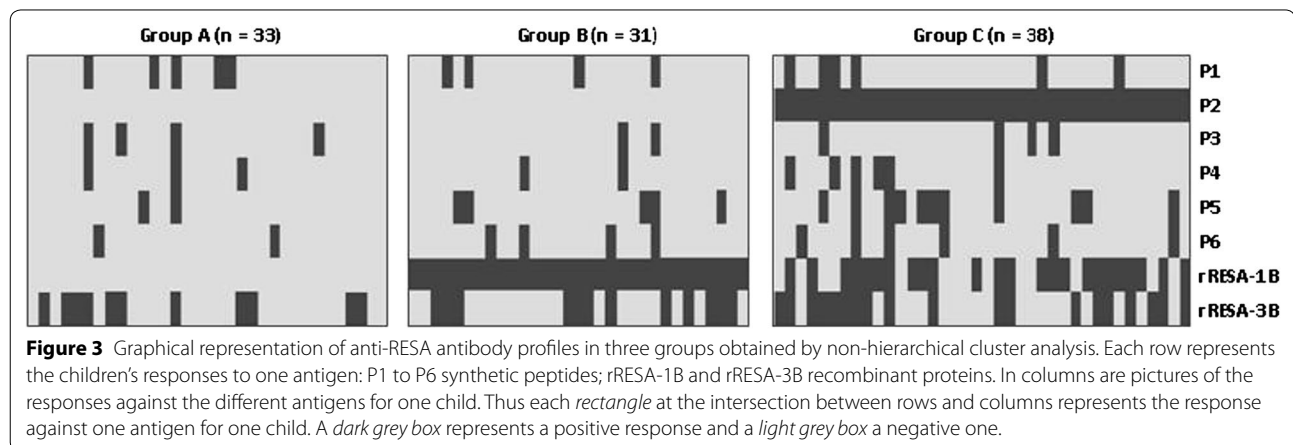 Group A (n = 33) Group B (n = 31) Group C (n = 38)
P1
P2
P3
P4
P5
P6
rRESA-1B
rRESA-3B
Figure 3 Graphical representation of anti-RESA antibody profiles in three groups obtained by non-hierarchical cluster analysis. Each row represents
the children's responses to one antigen: P1 to P6 synthetic peptides; rRESA-1B and rRESA-3B recombinant proteins. In columns are pictures of the
responses against the different antigens for one child. Thus each rectangle at the intersection between rows and columns represents the response
against one antigen for one child. A dark grey box represents a positive response and a light grey box a negative one.